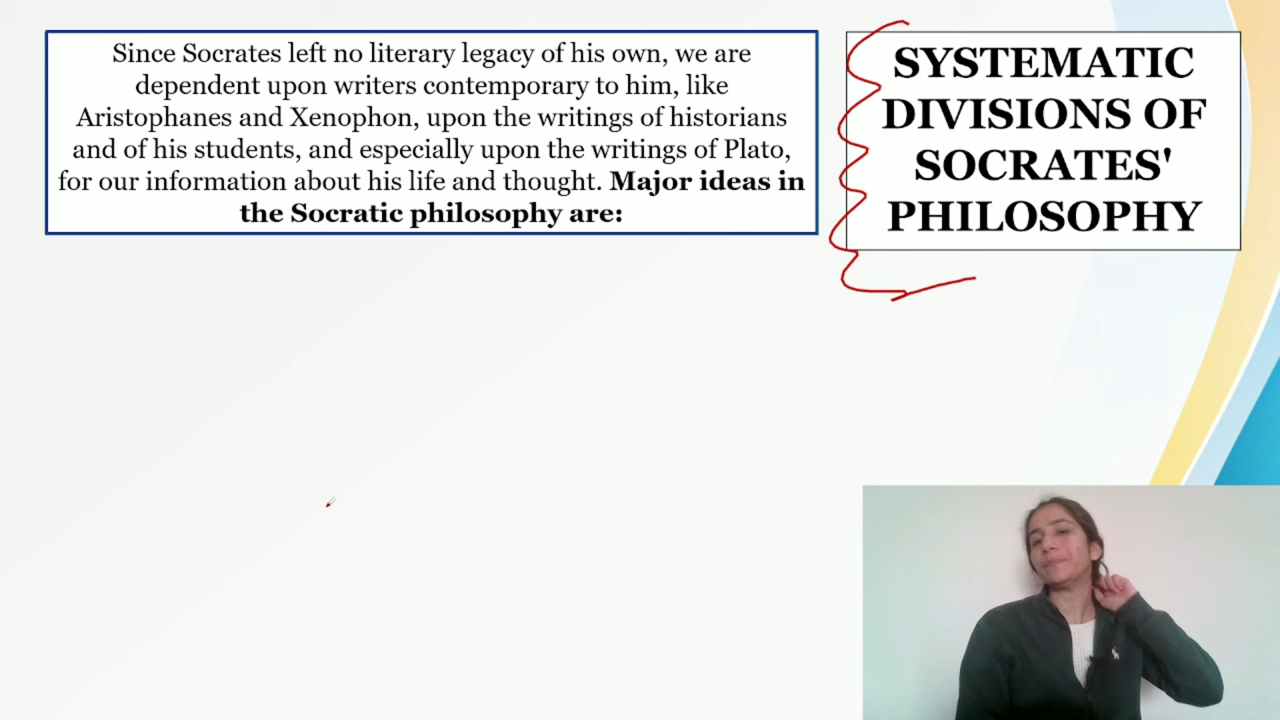 Since Socrates left no literary legacy of his own, we are
dependent upon writers contemporary to him, like
Aristophanes and Xenophon, upon the writings of historians
and of his students, and especially upon the writings of Plato,
for our information about his life and thought. Major ideas in
the Socratic philosophy are:
SYSTEMATIC
DIVISIONS OF
SOCRATES'
PHILOSOPHY